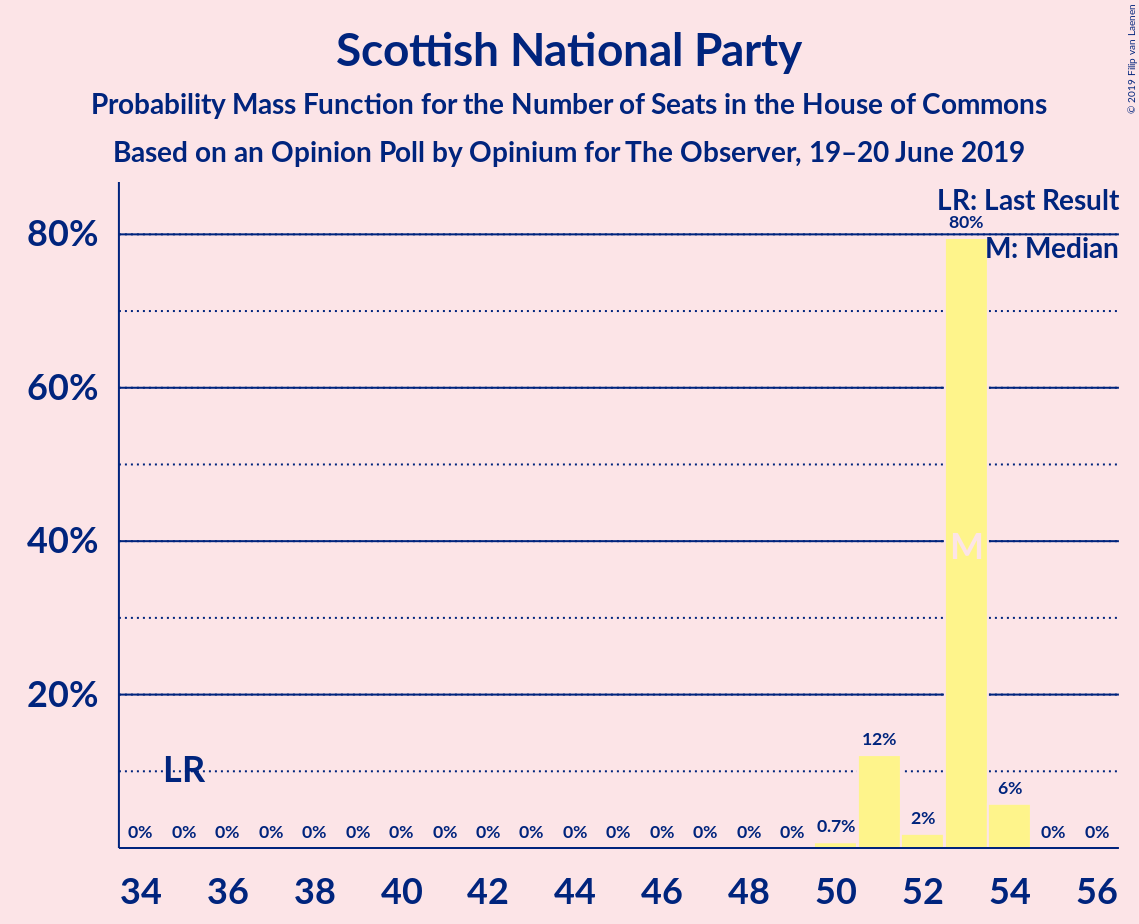 Scottish National Party
Probability Mass Function for the Number of Seats in the House of Commons
Based on an Opinion Poll by Opinium for The Observer, 19–20 June 2019
© 2019 Filip van Laenen
LR: Last Result
M: Median
80%
60%
40%
20%
80%
M
LR
12%
6%
0% 0% 0% 0% 0% 0% 0% 0% 0% 0% 0% 0% 0% 0% 0% 0% 0.7% 2% 0% 0%
34 36 38 40 42 44 46 48 50 52 54 56